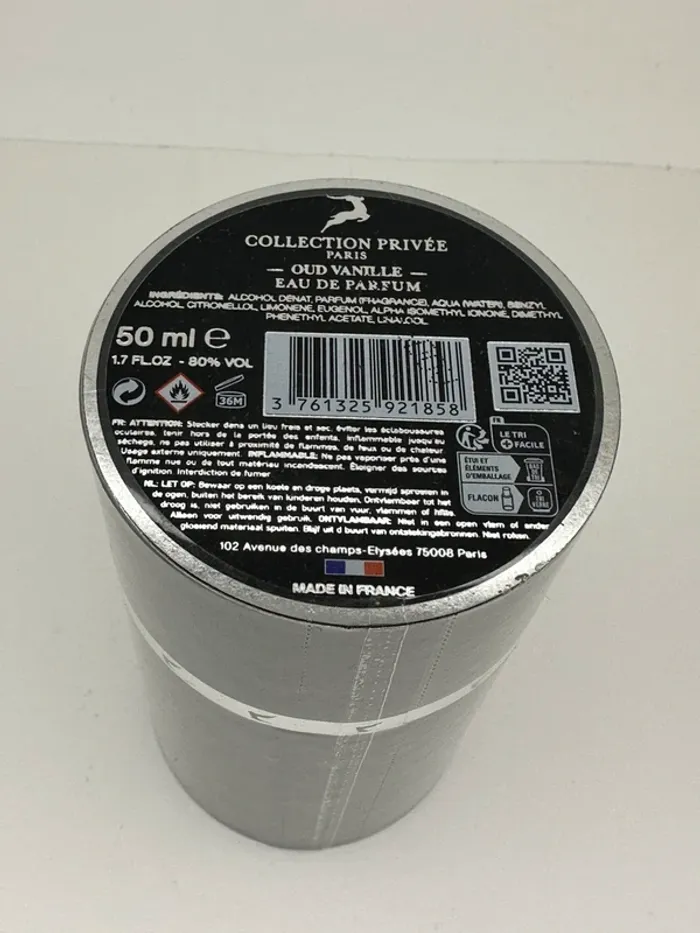 COLLECTION PRIVÉE
PARIS
— OUD VANILLE —
EAU DE PARFUM
INGRÉDIENTS: ALCOHOL DENAT, PARFUM (FRAGRANCE), AQUA (WATER), BENZYL
ALCOHOL, CITRONELLOL, LIMONENE, EUGENOL, ALPHA ISOMETHYL IONONE, DIMETHYL
PHENETHYL ACETATE, LINALOOL
50 ml e
1.7 FL.OZ - 80% VOL
36M
3 761325 921858
FR: ATTENTION: Stocker dans un lieu frais et sec, éviter les éclaboussures
oculaires, tenir hors de la portée des enfants, inflammable jusqu'au
séchage, ne pas utiliser à proximité de flammes, de feux ou de chaleur.
Usage externe uniquement. INFLAMMABLE: Ne pas vaporiser près d'une
flamme nue ou de tout matériau incandescent. Éloigner des sources
d'ignition. Interdiction de fumer
FR
LE TRI
+ FACILE
ÉTUI ET
ÉLÉMENTS
D'EMBALLAGE
BAC
DE
TRI
FLACON
TRI
VERRE
NL: LET OP: Bewaar op een koele en droge plaats, vermijd sproeien in
de ogen, buiten het bereik van kinderen houden. Ontvlambaar tot het
droog is, niet gebruiken in de buurt van vuur, vlammen of hitte.
Alleen voor uitwendig gebruik. ONTVLAMBAAR: Niet in een open vlam of ander
gloeiend materiaal spuiten. Blijf uit d buurt van ontstekingsbronnen. Niet roken.
102 Avenue des champs-Elysées 75008 Paris
MADE IN FRANCE